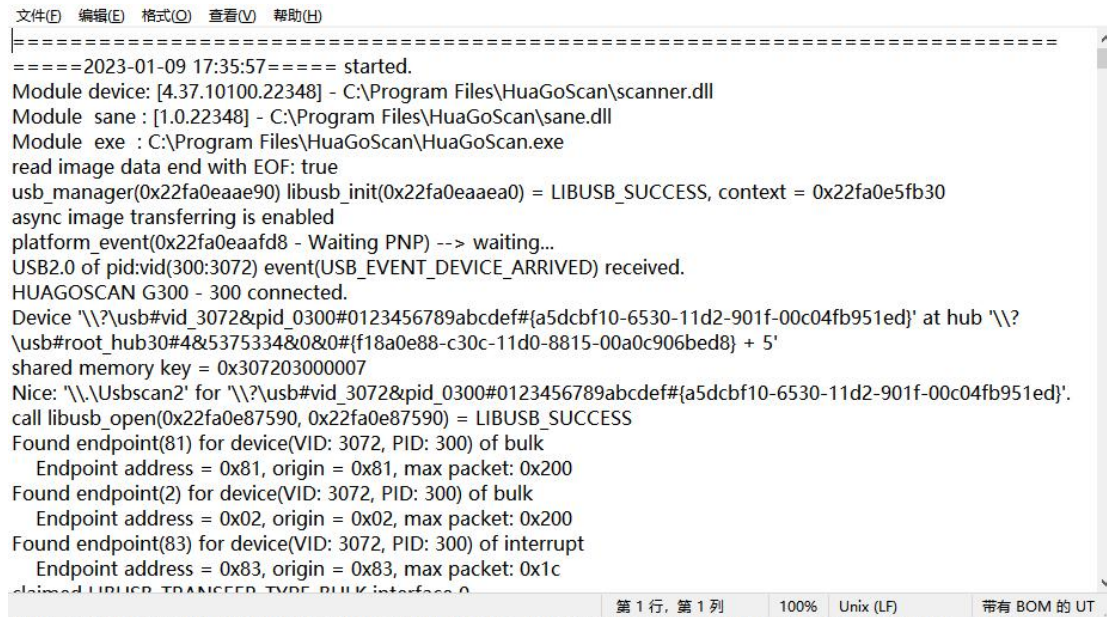 文件(F) 编辑(E) 格式(O) 查看(V) 帮助(H)
=========================================================================
=====2023-01-09 17:35:57===== started.
Module device: [4.37.10100.22348] - C:\Program Files\HuaGoScan\scanner.dll
Module  sane : [1.0.22348] - C:\Program Files\HuaGoScan\sane.dll
Module  exe  : C:\Program Files\HuaGoScan\HuaGoScan.exe
read image data end with EOF: true
usb_manager(0x22fa0eaae90) libusb_init(0x22fa0eaaea0) = LIBUSB_SUCCESS, context = 0x22fa0e5fb30
async image transferring is enabled
platform_event(0x22fa0eaafd8 - Waiting PNP) --> waiting...
USB2.0 of pid:vid(300:3072) event(USB_EVENT_DEVICE_ARRIVED) received.
HUAGOSCAN G300 - 300 connected.
Device '\\?\usb#vid_3072&pid_0300#0123456789abcdef#{a5dcbf10-6530-11d2-901f-00c04fb951ed}' at hub '\\?
\usb#root_hub30#4&5375334&0&0#{f18a0e88-c30c-11d0-8815-00a0c906bed8} + 5'
shared memory key = 0x307203000007
Nice: '\\.\Usbscan2' for '\\?\usb#vid_3072&pid_0300#0123456789abcdef#{a5dcbf10-6530-11d2-901f-00c04fb951ed}'.
call libusb_open(0x22fa0e87590, 0x22fa0e87590) = LIBUSB_SUCCESS
Found endpoint(81) for device(VID: 3072, PID: 300) of bulk
    Endpoint address = 0x81, origin = 0x81, max packet: 0x200
Found endpoint(2) for device(VID: 3072, PID: 300) of bulk
    Endpoint address = 0x02, origin = 0x02, max packet: 0x200
Found endpoint(83) for device(VID: 3072, PID: 300) of interrupt
    Endpoint address = 0x83, origin = 0x83, max packet: 0x1c
claimed LIBUSB_TRANSFER_TYPE_BULK interface 0
第 1 行，第 1 列 100% Unix (LF) 带有 BOM 的 UT